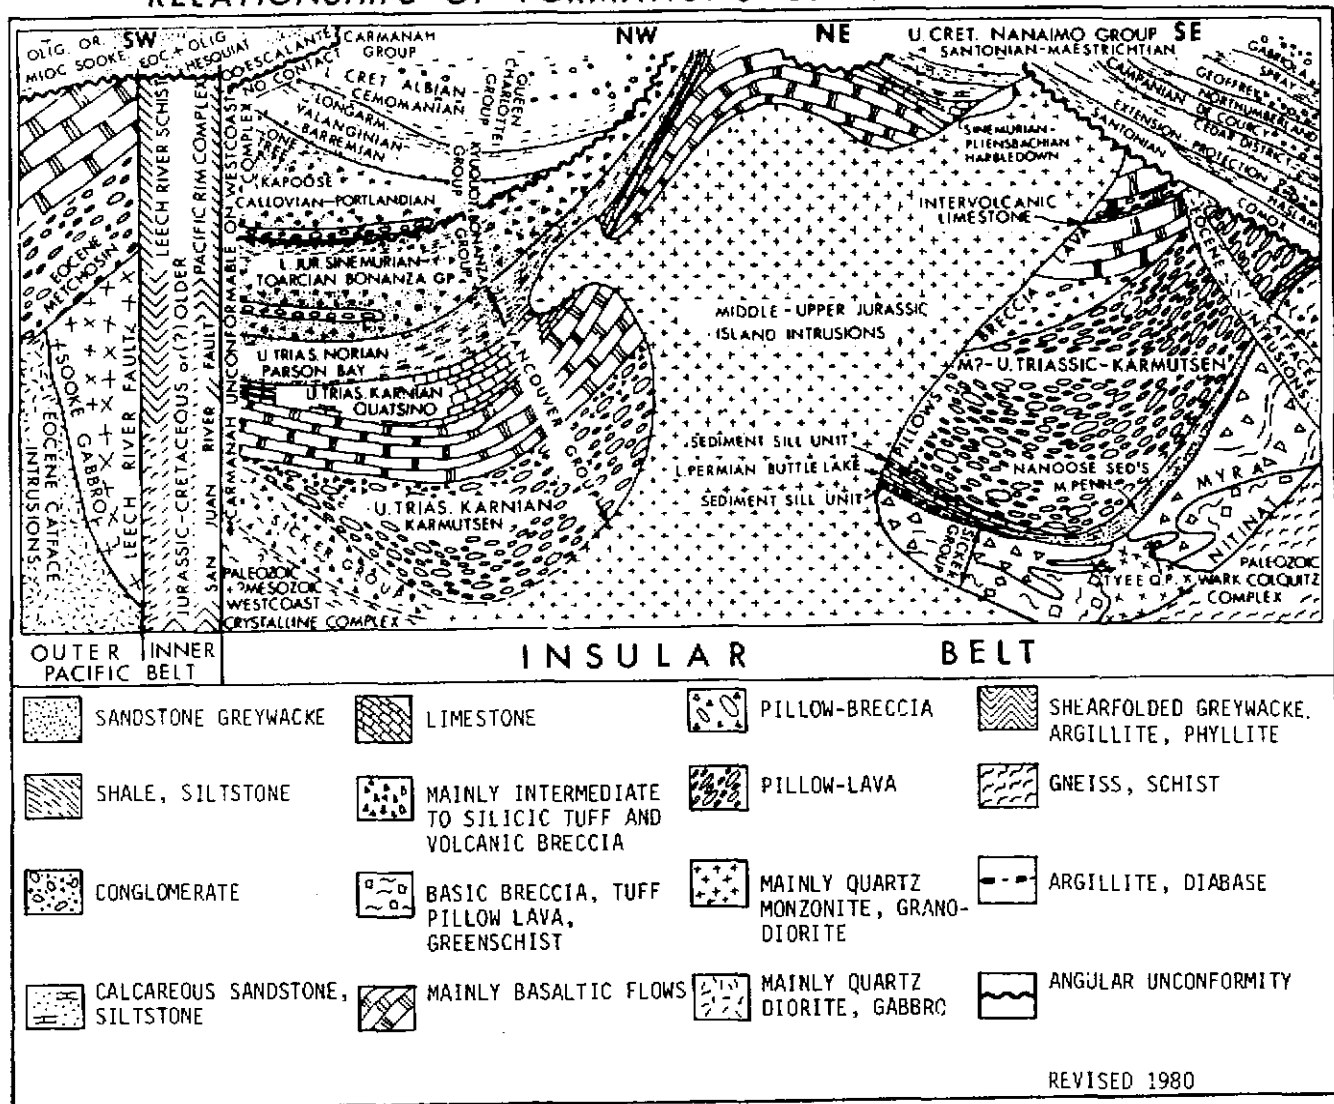 SW
NW
NE
SE
OLIG. OR.
MIOC SOOKE
EOC + OLIG
HESQUIAT
ESCALANTE
NO CONTACT
CARMANAH
GROUP
L. CRET ALBIAN
CEMOMANIAN
QUEEN
CHARLOTTE
GROUP
LONGARM
VALANGINI-
BARREMIAN
ONE
TREE
KAPOOSE
CALLOVIAN-PORTLANDIAN
KYUQUOT
GROUP
BONANZA
GROUP
L. JUR. SINEMURIAN-
TOARCIAN BONANZA GP
U. TRIAS. NORIAN
PARSON BAY
U. TRIAS. KARNIAN
QUATSINO
VANCOUVER GROUP
U. TRIAS. KARNIAN
KARMUTSEN
SICKER GROUP
PALEOZOIC
MESOZOIC
WESTCOAST
CRYSTALLINE COMPLEX
CARMANAH UNCONFORMABLE ON WESTCOAST COMPLEX
EOCENE
METCHOSIN
SOOKE GABBRO
EOCENE CATFACE
INTRUSIONS
LEECH RIVER FAULT
LEECH RIVER SCHIST
JURASSIC-CRETACEOUS or (?) OLDER
PACIFIC RIM COMPLEX
SAN JUAN RIVER FAULT
U. CRET. NANAIMO GROUP
SANTONIAN-MAESTRICHTIAN
GABRIOLA
SPRAY
GEOFFREY
NORTHUMBERLAND
CAMPANIAN DE COURCY
CEDAR DISTRICT
EXTENSION PROTECTION
HASLAM
SANTONIAN
COMOX
SINEMURIAN-
PLIENSBACHIAN
HARBLEDOWN
INTERVOLCANIC
LIMESTONE
MIDDLE - UPPER JURASSIC
ISLAND INTRUSIONS
PILLOWS BRECCIA LAVA
M?-U. TRIASSIC-KARMUTSEN
EOCENE CATFACE
INTRUSIONS
SEDIMENT SILL UNIT
L. PERMIAN BUTTLE LAKE
SEDIMENT SILL UNIT
NANOOSE SED'S
M. PENN.
MYRA
NITINAT
SICKER
GROUP
TYEE Q.P.
WARK COLQUITZ
COMPLEX
PALEOZOIC
OUTER
INNER
PACIFIC BELT
INSULAR BELT
SANDSTONE GREYWACKE
SHALE, SILTSTONE
CONGLOMERATE
CALCAREOUS SANDSTONE,
SILTSTONE
LIMESTONE
MAINLY INTERMEDIATE
TO SILICIC TUFF AND
VOLCANIC BRECCIA
BASIC BRECCIA, TUFF
PILLOW LAVA,
GREENSCHIST
MAINLY BASALTIC FLOWS
PILLOW-BRECCIA
PILLOW-LAVA
MAINLY QUARTZ
MONZONITE, GRANO-
DIORITE
MAINLY QUARTZ
DIORITE, GABBRO
SHEARFOLDED GREYWACKE,
ARGILLITE, PHYLLITE
GNEISS, SCHIST
ARGILLITE, DIABASE
ANGULAR UNCONFORMITY
REVISED 1980